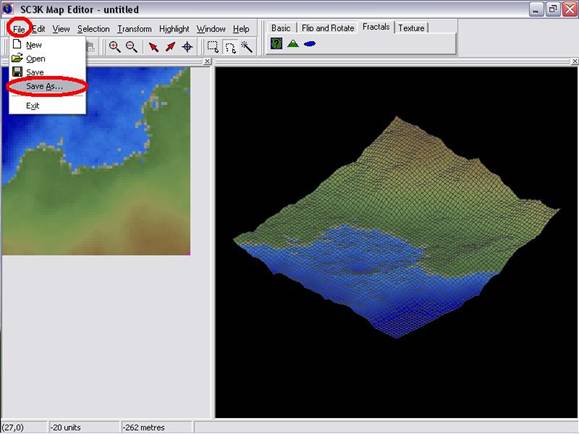 SC3K Map Editor - untitled
File Edit View Selection Transform Highlight Window Help
Basic Flip and Rotate Fractals Texture
New
Open
Save
Save As...
Exit
(27,0) -20 units -262 metres